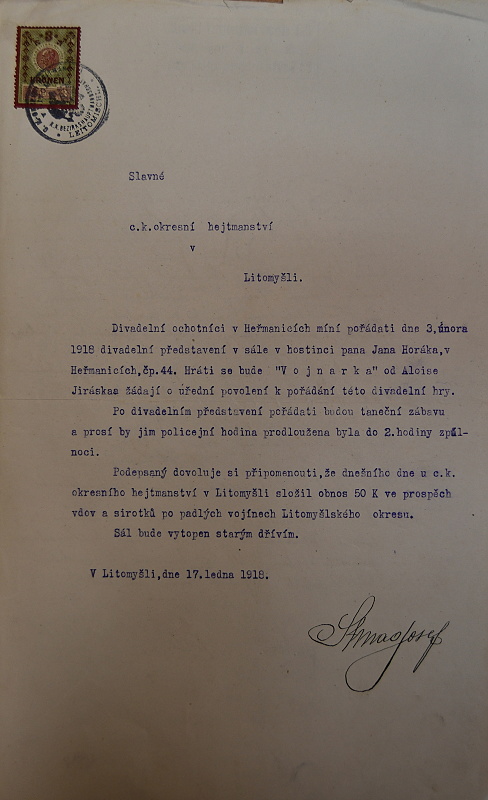 KRONEN
LEITOMISCHL
Slavné
c.k.okresní hejtmanství
v
Litomyšli.
Divadelní ochotníci v Heřmanicích míní pořádati dne 3.února
1918 divadelní představení v sále v hostinci pana Jana Horáka,v
Heřmanicích,čp.44. Hráti se bude "V o j n a r k a" od Aloise
Jiráska žádají o úřední povolení k pořádání této divadelní hry.
Po divadelním představení pořádati budou taneční zábavu
a prosí by jim policejní hodina prodloužena byla do 2.hodiny způl-
noci.
Podepsaný dovoluje si připomenouti,že dnešního dne u c.k.
okresního hejtmanství v Litomyšli složil obnos 50 K ve prospěch
vdov a sirotků po padlých vojínech Litomyšlského okresu.
Sál bude vytopen starým dřívím.
V Litomyšli,dne 17.ledna 1918.
Josef